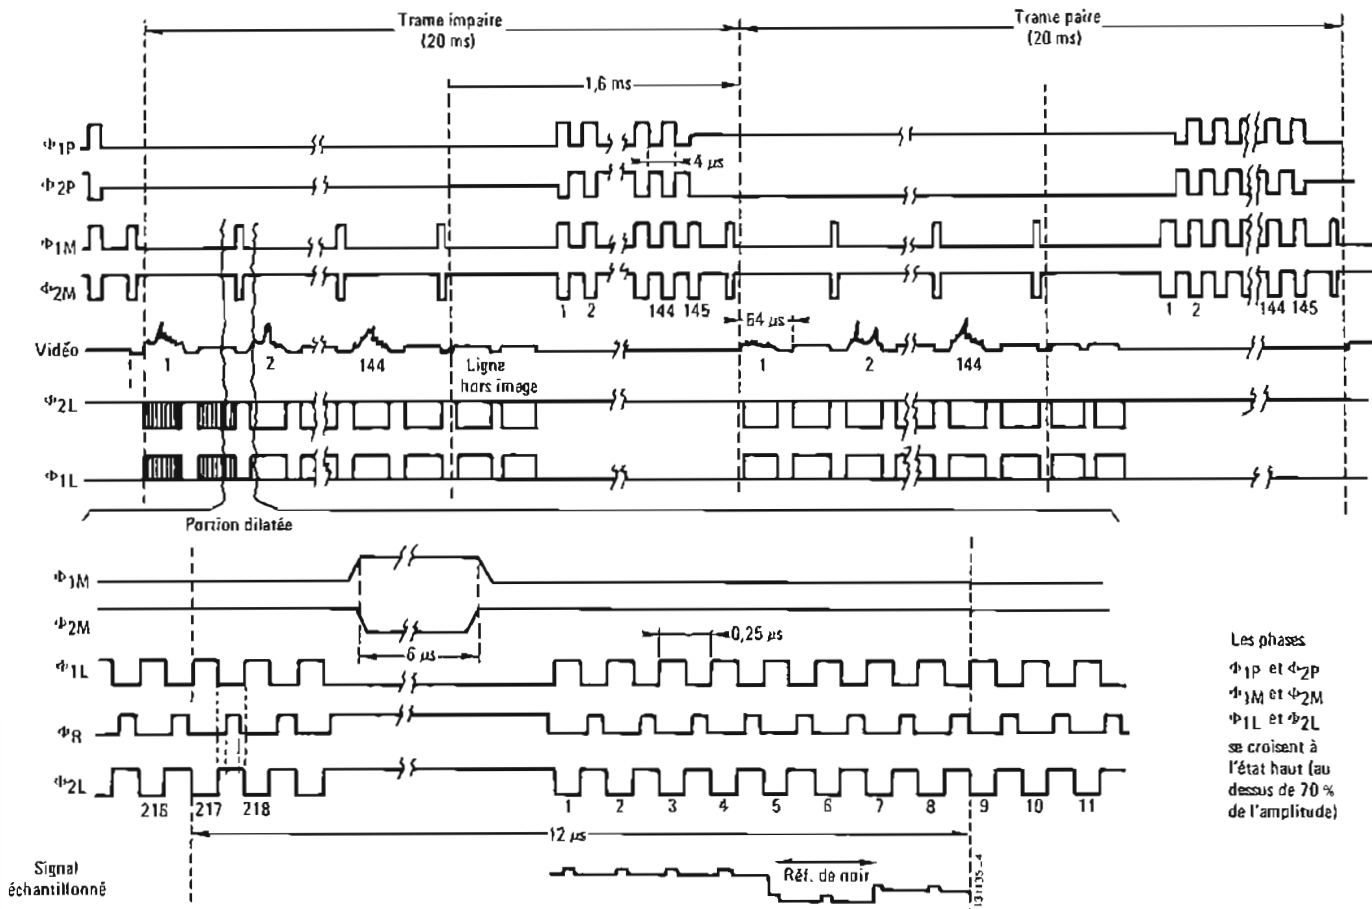 Trame impaire
(20 ms)
Trame paire
(20 ms)
1,6 ms
Φ1P
4 µs
Φ2P
Φ1M
Φ2M
1 2 144 145
1 2 144 145
64 µs
Vidéo
1 1 2 144
Ligne
hors image
1 2 144
Φ2L
Φ1L
Portion dilatée
Φ1M
Φ2M
6 µs
0,25 µs
Φ1L
ΦR
Φ2L
216 217 218
1 2 3 4 5 6 7 8 9 10 11
12 µs
Signal
échantillonné
Réf. de noir
Les phases
Φ1P et Φ2P
Φ1M et Φ2M
Φ1L et Φ2L
se croisent à
l'état haut (au
dessus de 70 %
de l'amplitude)